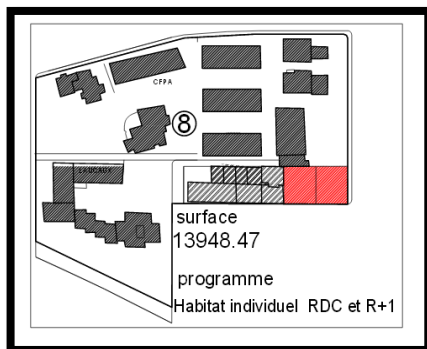 CFPA
8
surface
13948.47
programme
Habitat individuel RDC et R+1